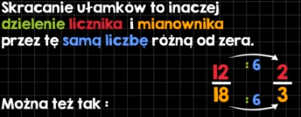 Skracanie ułamków to inaczej
dzielenie licznika i mianownika
przez tę samą liczbę różną od zera.
12 : 6 2
18 : 6 3
Można też tak :